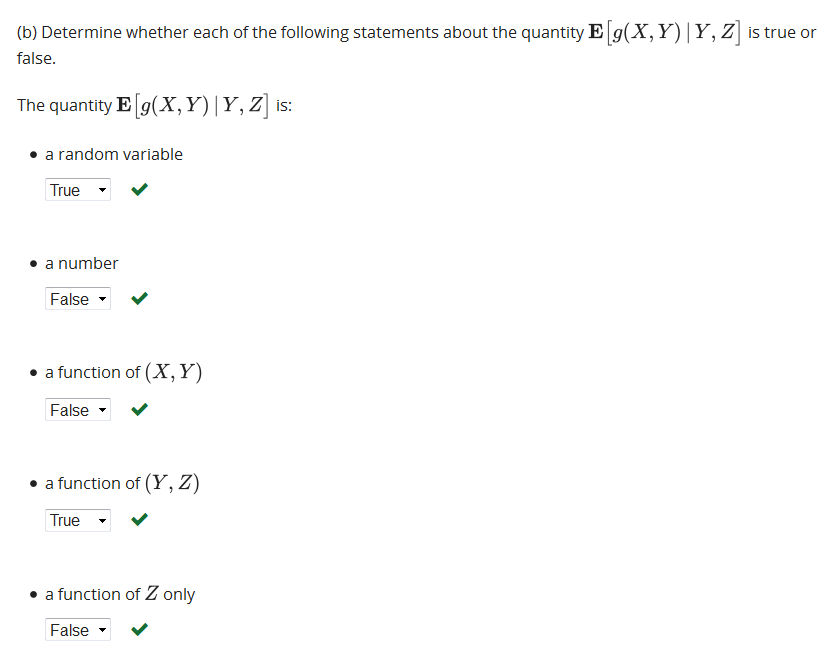 (b) Determine whether each of the following statements about the quantity E[g(X, Y) | Y, Z] is true or
false.
The quantity E[g(X, Y) | Y, Z] is:
• a random variable
True
• a number
False
• a function of (X, Y)
False
• a function of (Y, Z)
True
• a function of Z only
False